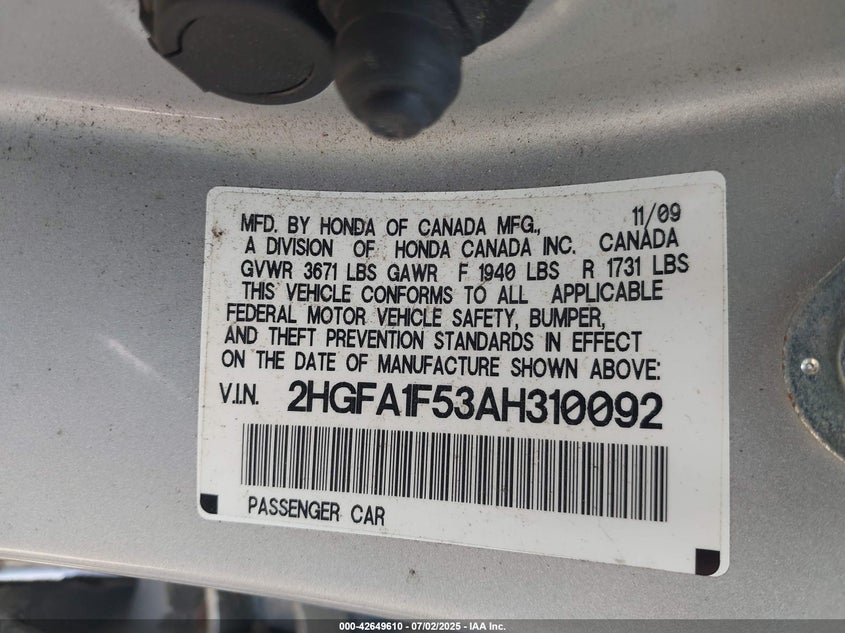 MFD. BY HONDA OF CANADA MFG., 11/09
A DIVISION OF HONDA CANADA INC. CANADA
GVWR 3671 LBS GAWR F 1940 LBS R 1731 LBS
THIS VEHICLE CONFORMS TO ALL APPLICABLE
FEDERAL MOTOR VEHICLE SAFETY, BUMPER,
AND THEFT PREVENTION STANDARDS IN EFFECT
ON THE DATE OF MANUFACTURE SHOWN ABOVE:
V.I.N. 2HGFA1F53AH310092
PASSENGER CAR
000-42649610 - 07/02/2025 - IAA Inc.